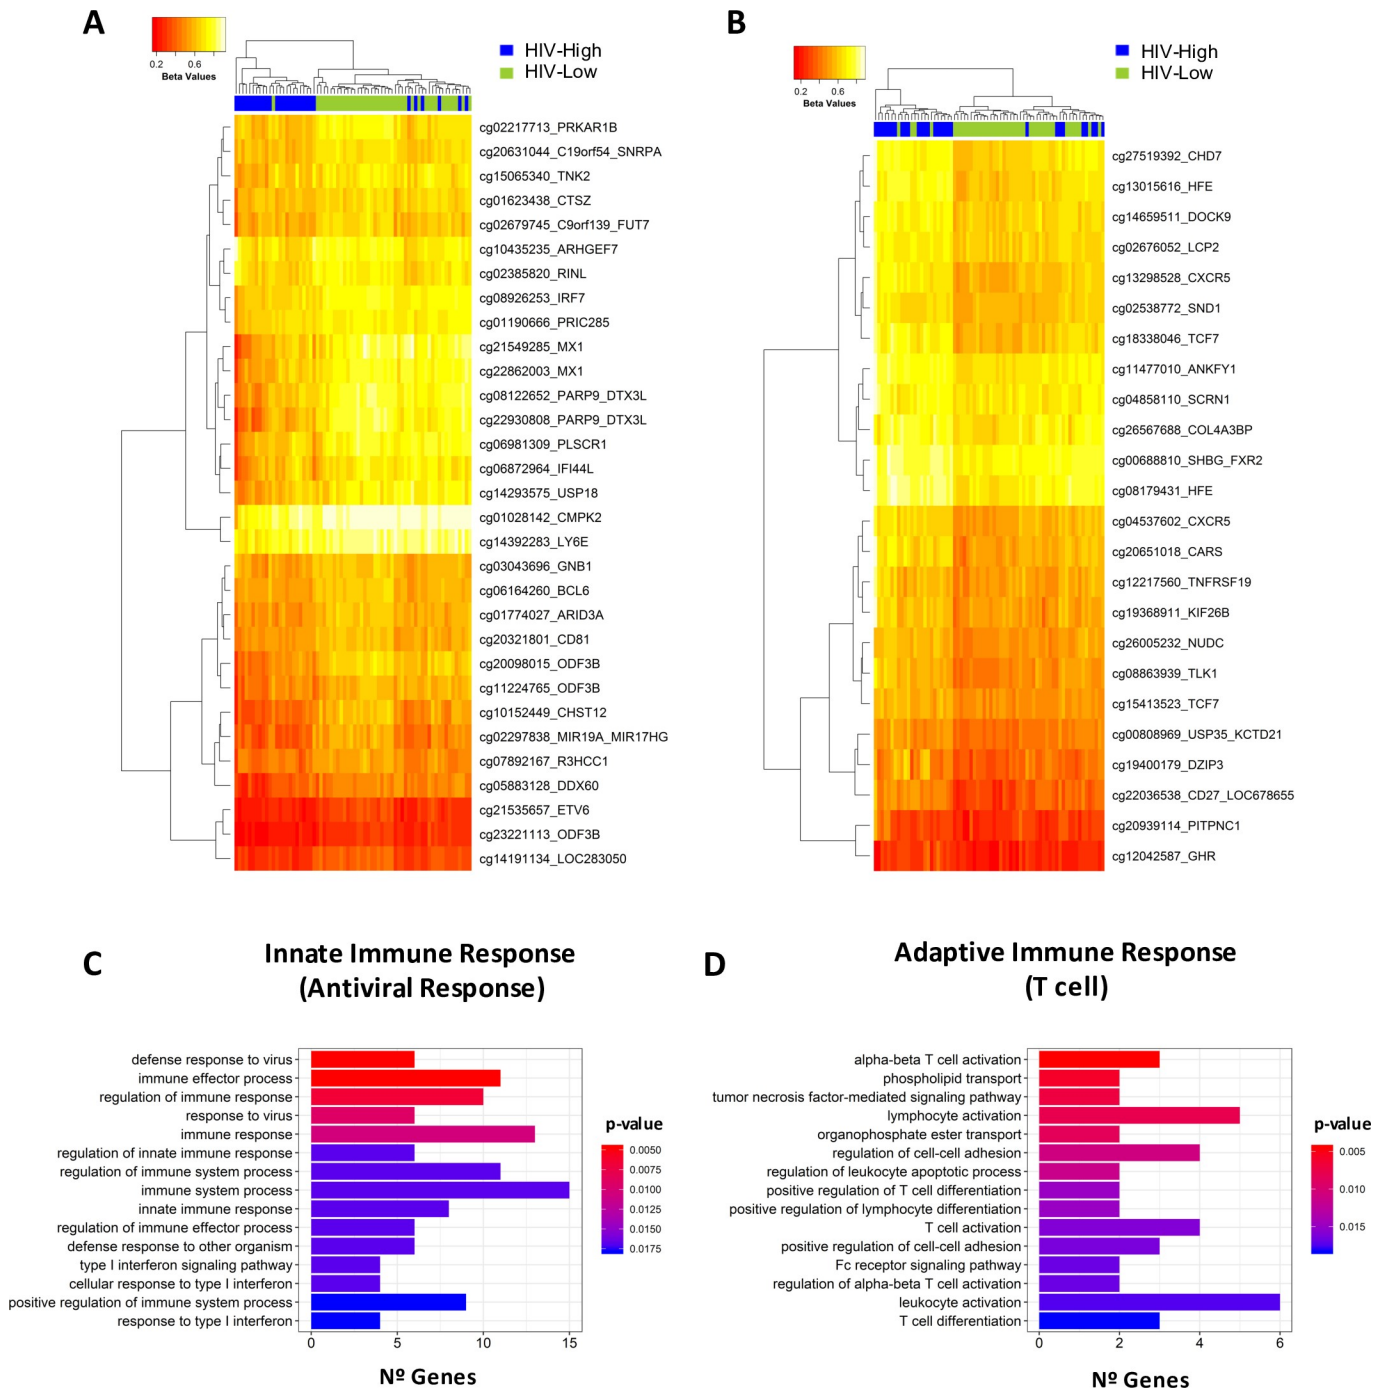 A
0.2 0.6
Beta Values
HIV-High
HIV-Low
cg02217713_PRKAR1B
cg20631044_C19orf54_SNRPA
cg15065340_TNK2
cg01623438_CTSZ
cg02679745_C9orf139_FUT7
cg10435235_ARHGEF7
cg02385820_RINL
cg08926253_IRF7
cg01190666_PRIC285
cg21549285_MX1
cg22862003_MX1
cg08122652_PARP9_DTX3L
cg22930808_PARP9_DTX3L
cg06981309_PLSCR1
cg06872964_IFI44L
cg14293575_USP18
cg01028142_CMPK2
cg14392283_LY6E
cg03043696_GNB1
cg06164260_BCL6
cg01774027_ARID3A
cg20321801_CD81
cg20098015_ODF3B
cg11224765_ODF3B
cg10152449_CHST12
cg02297838_MIR19A_MIR17HG
cg07892167_R3HCC1
cg05883128_DDX60
cg21535657_ETV6
cg23221113_ODF3B
cg14191134_LOC283050
B
0.2 0.6
Beta Values
HIV-High
HIV-Low
cg27519392_CHD7
cg13015616_HFE
cg14659511_DOCK9
cg02676052_LCP2
cg13298528_CXCR5
cg02538772_SND1
cg18338046_TCF7
cg11477010_ANKFY1
cg04858110_SCRN1
cg26567688_COL4A3BP
cg00688810_SHBG_FXR2
cg08179431_HFE
cg04537602_CXCR5
cg20651018_CARS
cg12217560_TNFRSF19
cg19368911_KIF26B
cg26005232_NUDC
cg08863939_TLK1
cg15413523_TCF7
cg00808969_USP35_KCTD21
cg19400179_DZIP3
cg22036538_CD27_LOC678655
cg20939114_PITPNC1
cg12042587_GHR
C
Innate Immune Response
(Antiviral Response)
defense response to virus
immune effector process
regulation of immune response
response to virus
immune response
regulation of innate immune response
regulation of immune system process
immune system process
innate immune response
regulation of immune effector process
defense response to other organism
type I interferon signaling pathway
cellular response to type I interferon
positive regulation of immune system process
response to type I interferon
0 5 10 15
Nº Genes
p-value
0.0050
0.0075
0.0100
0.0125
0.0150
0.0175
D
Adaptive Immune Response
(T cell)
alpha-beta T cell activation
phospholipid transport
tumor necrosis factor-mediated signaling pathway
lymphocyte activation
organophosphate ester transport
regulation of cell-cell adhesion
regulation of leukocyte apoptotic process
positive regulation of T cell differentiation
positive regulation of lymphocyte differentiation
T cell activation
positive regulation of cell-cell adhesion
Fc receptor signaling pathway
regulation of alpha-beta T cell activation
leukocyte activation
T cell differentiation
0 2 4 6
Nº Genes
p-value
0.005
0.010
0.015